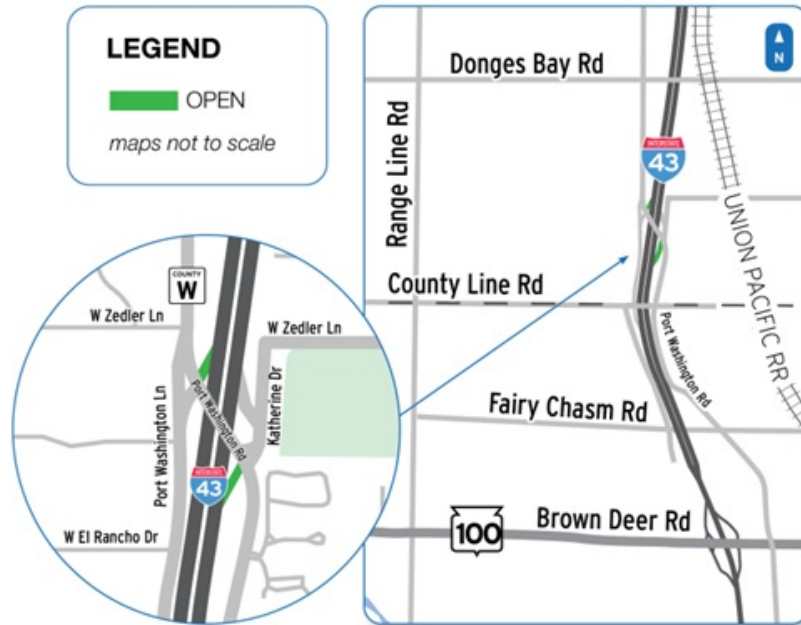 LEGEND
OPEN
maps not to scale
N
Donges Bay Rd
Range Line Rd
INTERSTATE
43
UNION PACIFIC RR
County Line Rd
Port Washington Rd
Fairy Chasm Rd
100
Brown Deer Rd
COUNTY
W
W Zedler Ln
W Zedler Ln
Port Washington Ln
Port Washington Rd
Katherine Dr
INTERSTATE
43
W El Rancho Dr